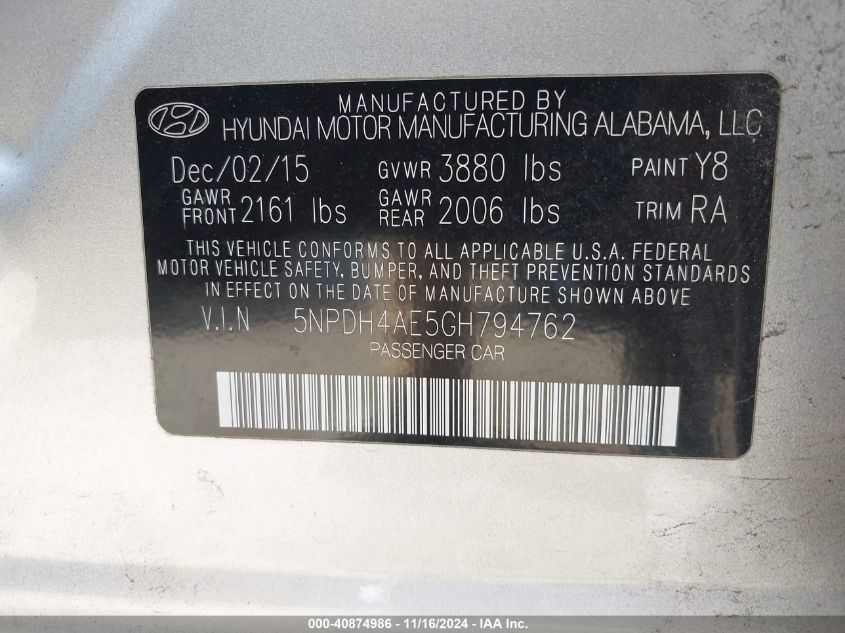 MANUFACTURED BY
HYUNDAI MOTOR MANUFACTURING ALABAMA, LLC
Dec/02/15 GVWR 3880 lbs PAINT Y8
GAWR FRONT 2161 lbs GAWR REAR 2006 lbs TRIM RA
THIS VEHICLE CONFORMS TO ALL APPLICABLE U.S.A. FEDERAL
MOTOR VEHICLE SAFETY, BUMPER, AND THEFT PREVENTION STANDARDS
IN EFFECT ON THE DATE OF MANUFACTURE SHOWN ABOVE
V.I.N 5NPDH4AE5GH794762
PASSENGER CAR
000-40874986 - 11/16/2024 - IAA Inc.